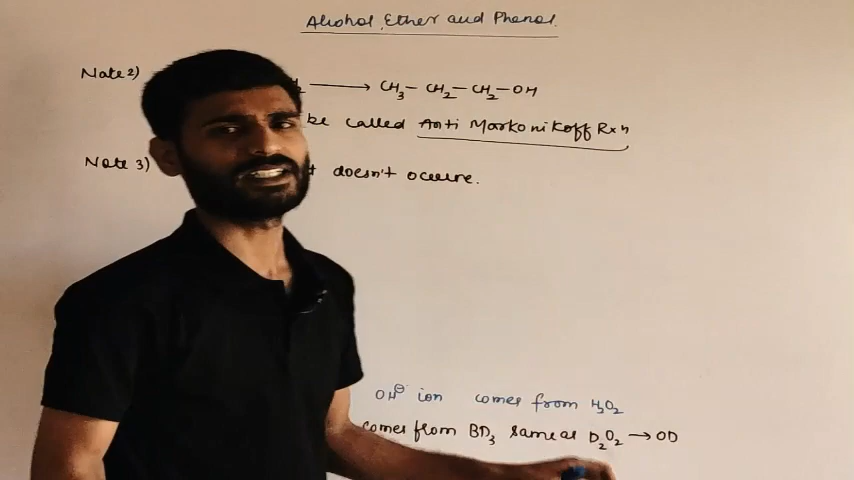 Alcohol, Ether and Phenol.
Note 2) ⟶ CH₃ – CH₂ – CH₂ – OH
be called Anti Markonikoff Rxn
Note 3) doesn't occure.
OH⊖ ion comes from H₂O₂
comes from BD₃ same as D₂O₂ → OD